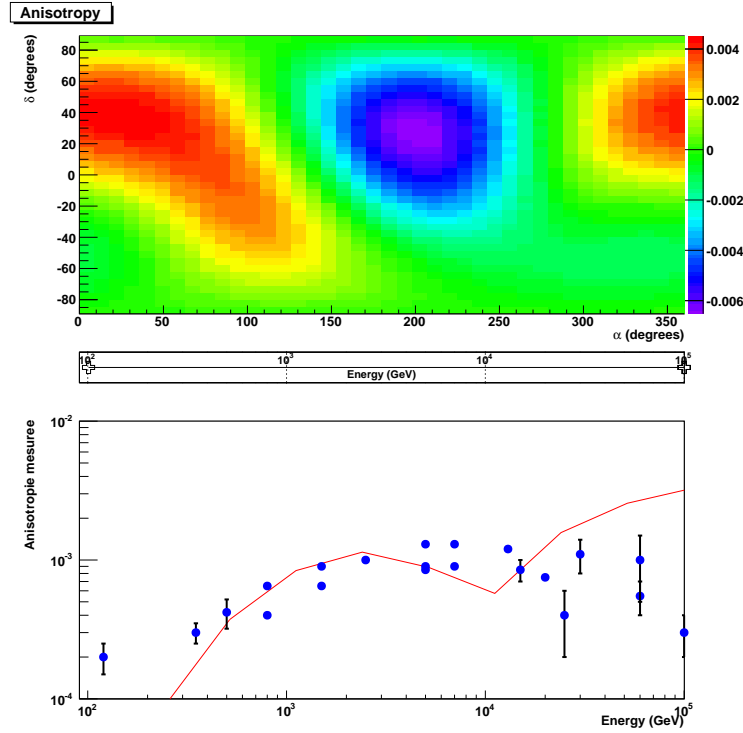 Anisotropy
δ (degrees)
80
60
40
20
0
-20
-40
-60
-80
0 50 100 150 200 250 300 350
α (degrees)
0.004
0.002
0
-0.002
-0.004
-0.006
10² 10³ 10⁴ 10⁵
Energy (GeV)
Anisotropie mesuree
10⁻²
10⁻³
10⁻⁴
10² 10³ 10⁴ 10⁵
Energy (GeV)